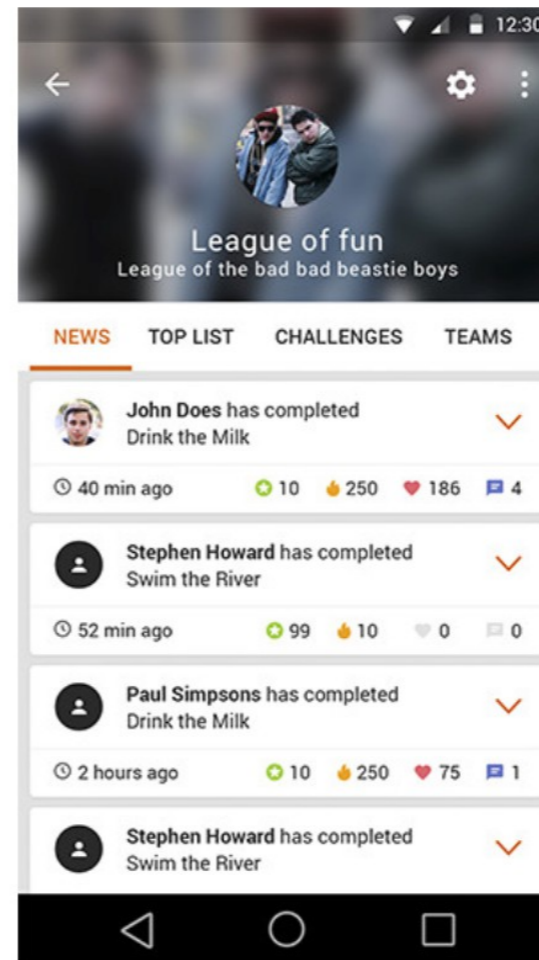 12:30
League of fun
League of the bad bad beastie boys
NEWS TOP LIST CHALLENGES TEAMS
John Does has completed
Drink the Milk
40 min ago 10 250 186 4
Stephen Howard has completed
Swim the River
52 min ago 99 10 0 0
Paul Simpsons has completed
Drink the Milk
2 hours ago 10 250 75 1
Stephen Howard has completed
Swim the River